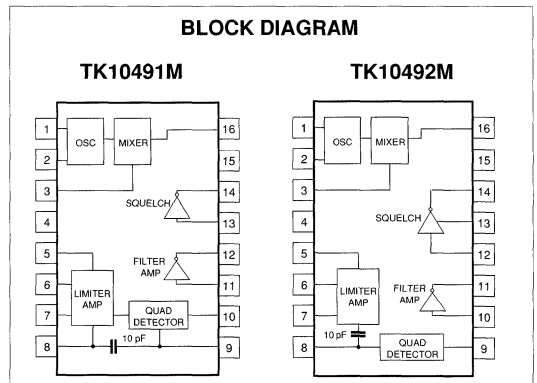 BLOCK DIAGRAM
TK10491M
1
2
3
4
5
6
7
8
OSC
MIXER
SQUELCH
FILTER
AMP
LIMITER
AMP
QUAD
DETECTOR
10 pF
16
15
14
13
12
11
10
9
TK10492M
1
2
3
4
5
6
7
8
OSC
MIXER
SQUELCH
LIMITER
AMP
FILTER
AMP
10 pF
QUAD
DETECTOR
16
15
14
13
12
11
10
9